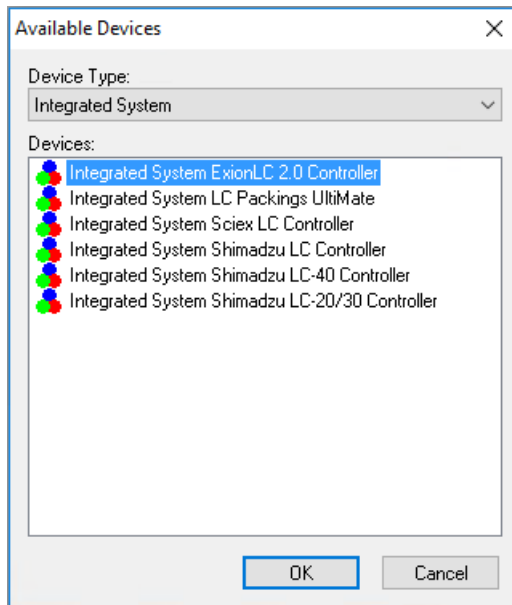 Available Devices
Device Type:
Integrated System
Devices:
Integrated System ExionLC 2.0 Controller
Integrated System LC Packings UltiMate
Integrated System Sciex LC Controller
Integrated System Shimadzu LC Controller
Integrated System Shimadzu LC-40 Controller
Integrated System Shimadzu LC-20/30 Controller
OK
Cancel